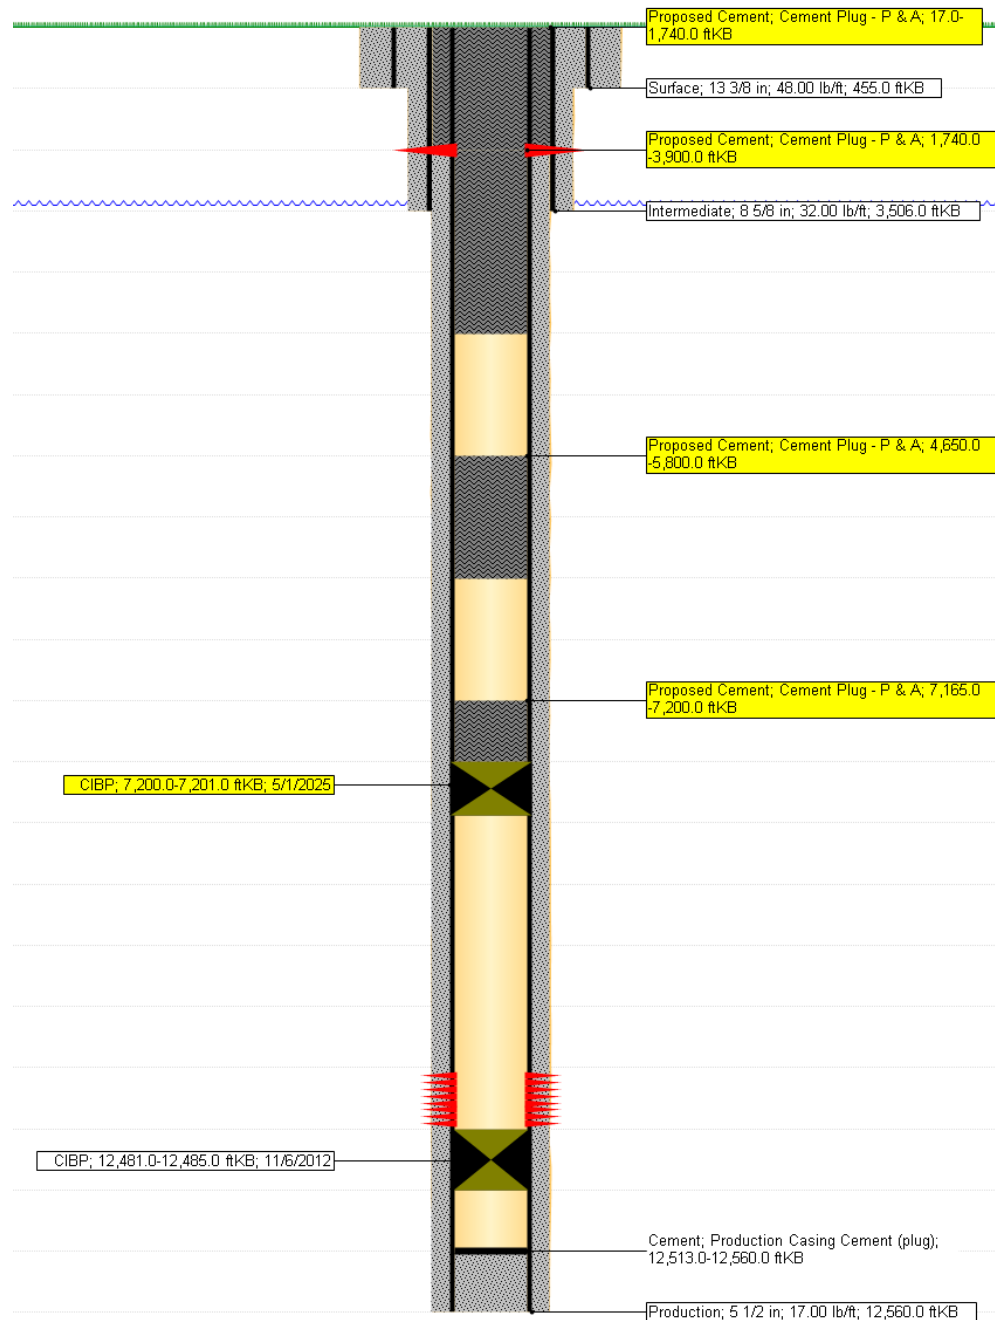 Proposed Cement; Cement Plug - P & A; 17.0-
1,740.0 ftKB
Surface; 13 3/8 in; 48.00 lb/ft; 455.0 ftKB
Proposed Cement; Cement Plug - P & A; 1,740.0
-3,900.0 ftKB
Intermediate; 8 5/8 in; 32.00 lb/ft; 3,506.0 ftKB
Proposed Cement; Cement Plug - P & A; 4,650.0
-5,800.0 ftKB
Proposed Cement; Cement Plug - P & A; 7,165.0
-7,200.0 ftKB
CIBP; 7,200.0-7,201.0 ftKB; 5/1/2025
CIBP; 12,481.0-12,485.0 ftKB; 11/6/2012
Cement; Production Casing Cement (plug);
12,513.0-12,560.0 ftKB
Production; 5 1/2 in; 17.00 lb/ft; 12,560.0 ftKB